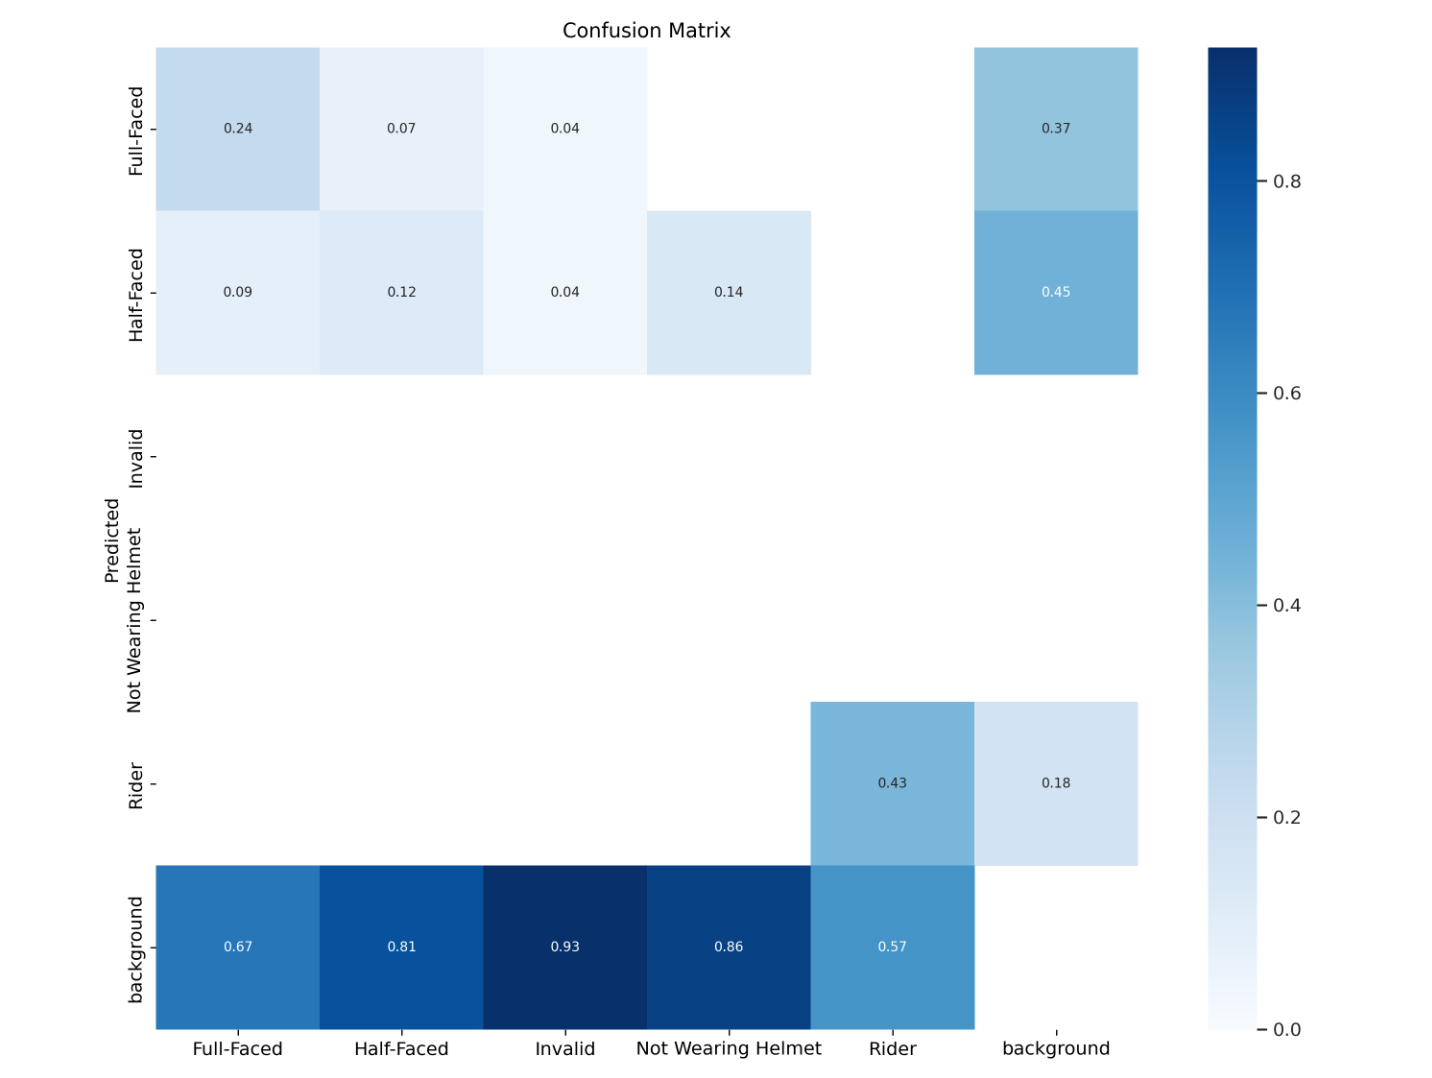 Confusion Matrix
Predicted
Full-Faced
0.24 0.07 0.04 0.37
Half-Faced
0.09 0.12 0.04 0.14 0.45
Invalid
Not Wearing Helmet
Rider
0.43 0.18
background
0.67 0.81 0.93 0.86 0.57
Full-Faced Half-Faced Invalid Not Wearing Helmet Rider background
0.8
0.6
0.4
0.2
0.0